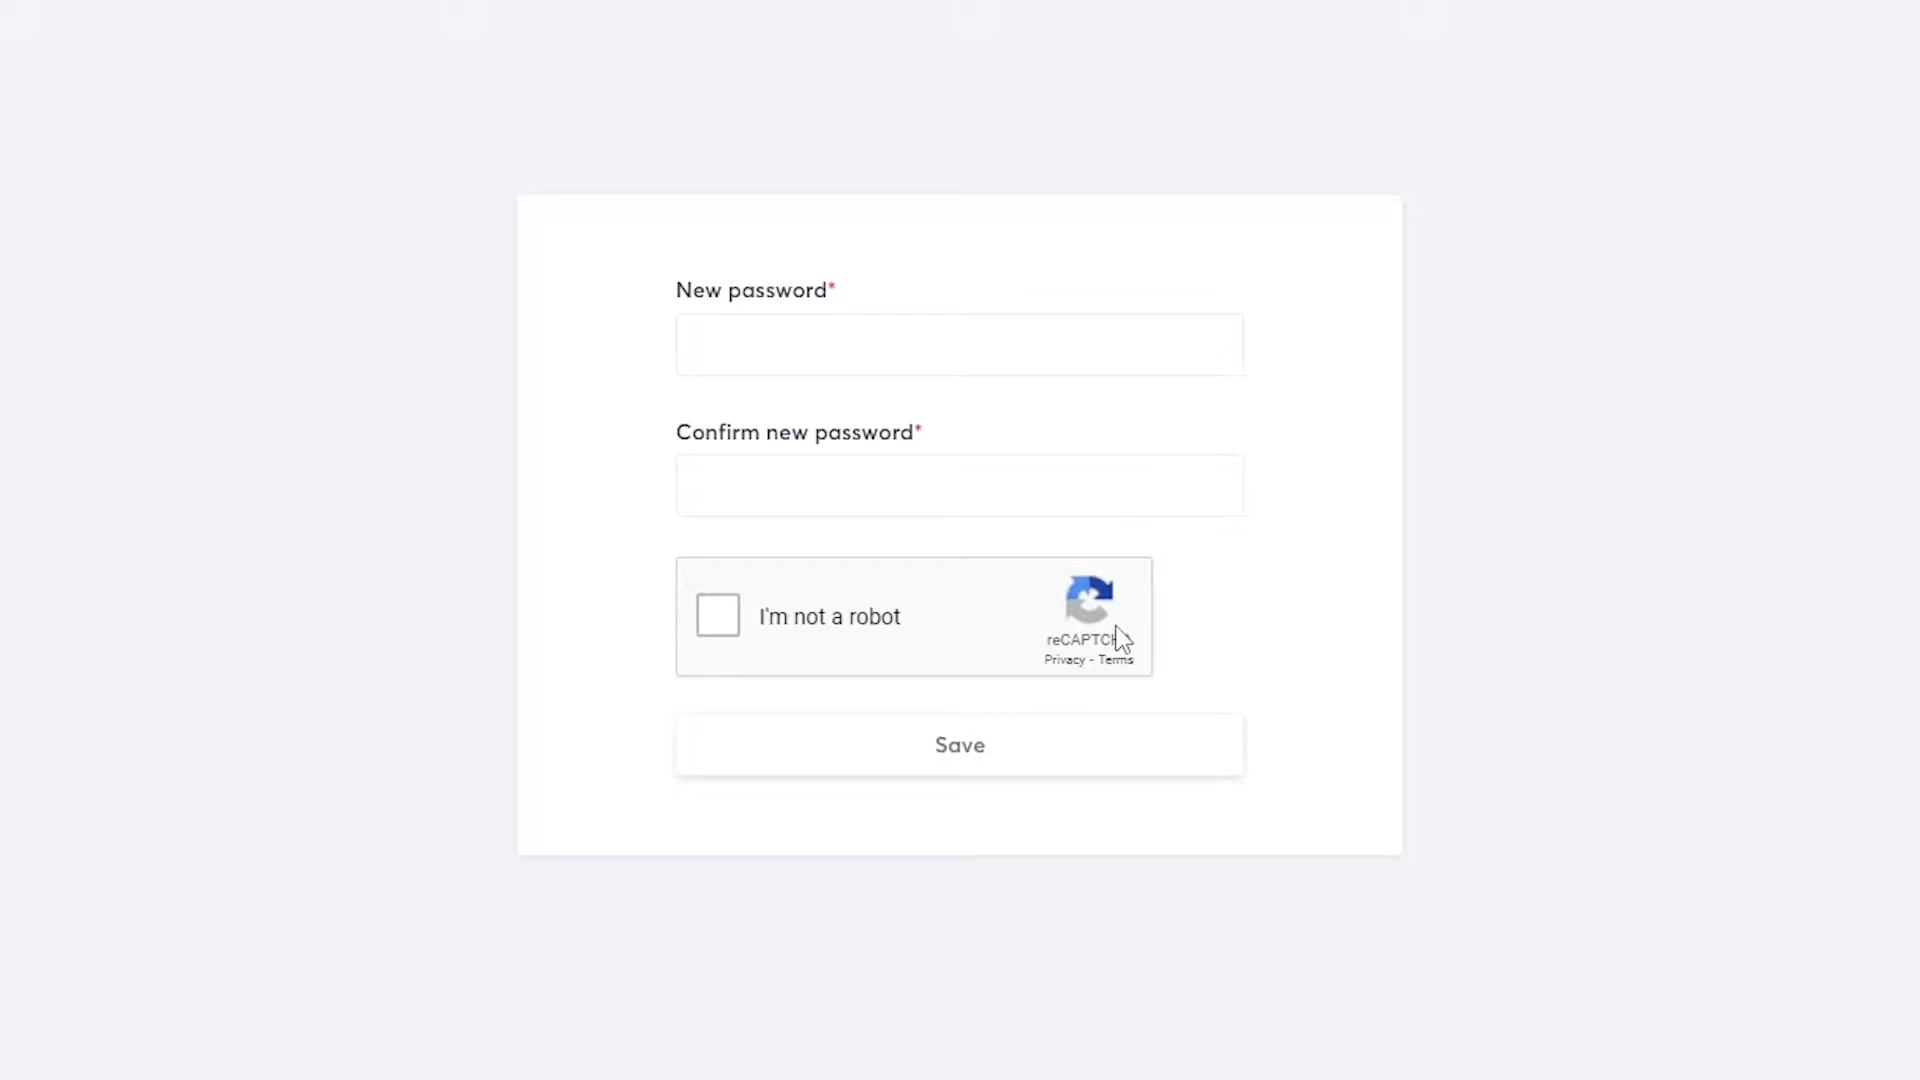 New password*
Confirm new password*
I'm not a robot
Privacy - Terms
Save